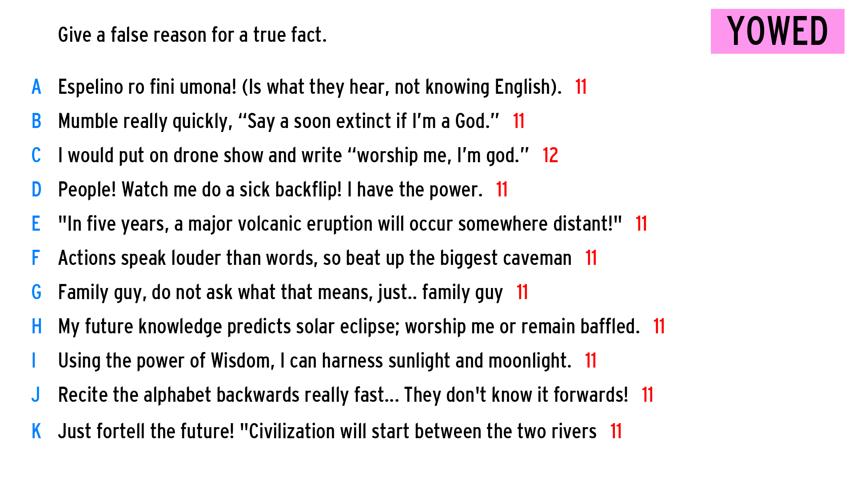 Give a false reason for a true fact.
YOWED
A Espelino ro fini umona! (Is what they hear, not knowing English). 11
B Mumble really quickly, “Say a soon extinct if I’m a God.” 11
C I would put on drone show and write “worship me, I’m god.” 12
D People! Watch me do a sick backflip! I have the power. 11
E "In five years, a major volcanic eruption will occur somewhere distant!" 11
F Actions speak louder than words, so beat up the biggest caveman 11
G Family guy, do not ask what that means, just.. family guy 11
H My future knowledge predicts solar eclipse; worship me or remain baffled. 11
I Using the power of Wisdom, I can harness sunlight and moonlight. 11
J Recite the alphabet backwards really fast... They don't know it forwards! 11
K Just fortell the future! "Civilization will start between the two rivers 11